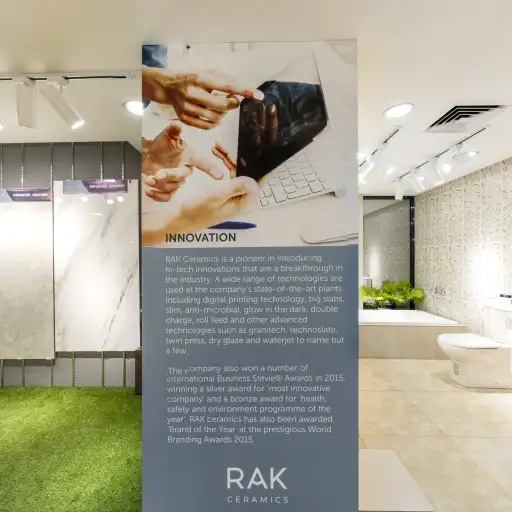 INNOVATION
RAK Ceramics is a pioneer in introducing
hi-tech innovations that are a breakthrough in
the industry. A wide range of technologies are
used at the company's state-of-the-art plants
including digital printing technology, big slabs,
slim, anti-microbial, glow in the dark, double
charge, roll feed and other advanced
technologies such as granitech, technoslate,
twin press, dry glaze and waterjet to name but
a few.
The company also won a number of
international Business Stevie® Awards in 2015,
winning a silver award for 'most innovative
company' and a bronze award for 'health,
safety and environment programme of the
year'. RAK ceramics has also been awarded
'Brand of the Year' at the prestigious World
Branding Awards 2015.
RAK
CERAMICS